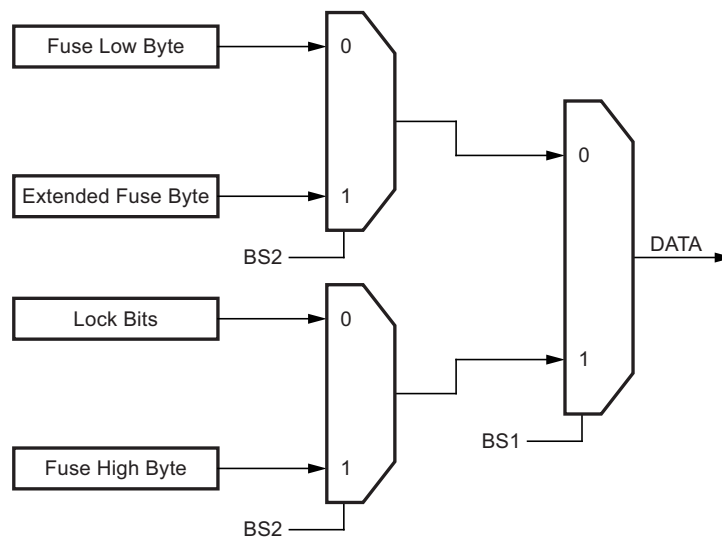 Fuse Low Byte
0
Extended Fuse Byte
1
BS2
0
DATA
Lock Bits
0
1
BS1
Fuse High Byte
1
BS2